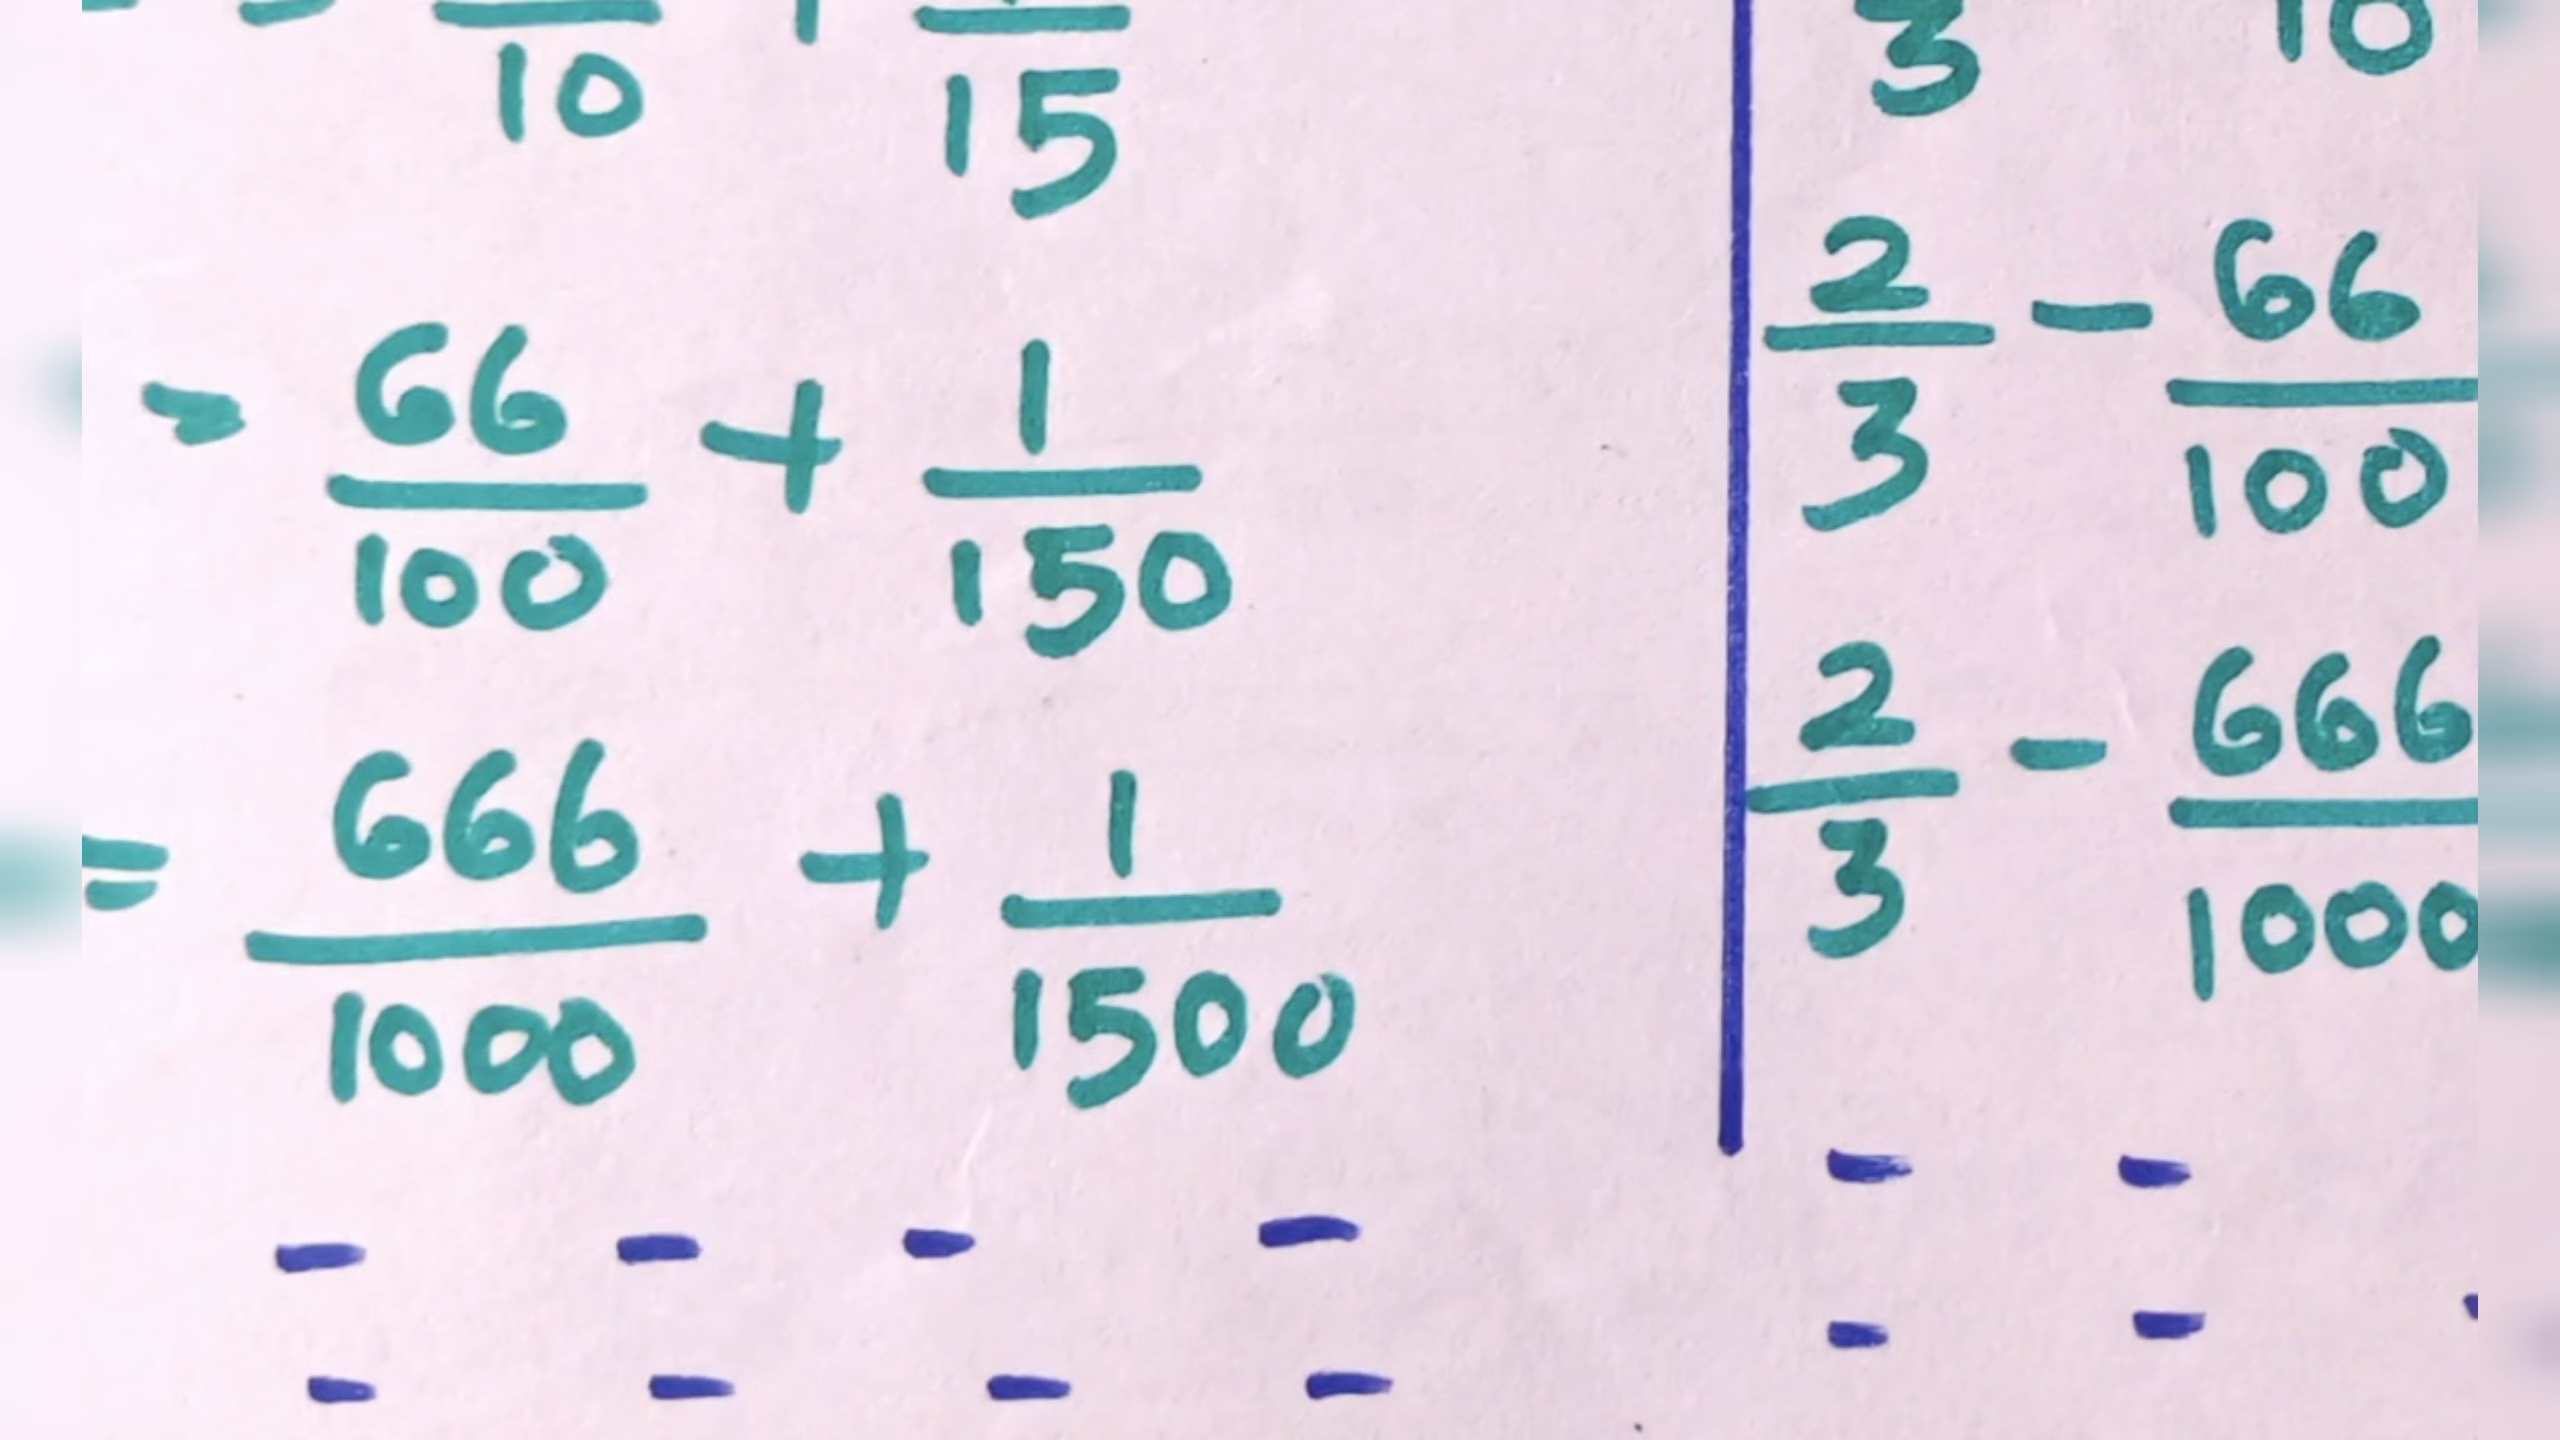 10 15
= 66/100 + 1/150
= 666/1000 + 1/1500
- - - -
- - - -
3 10
2/3 - 66/100
2/3 - 666/1000
- -
- -